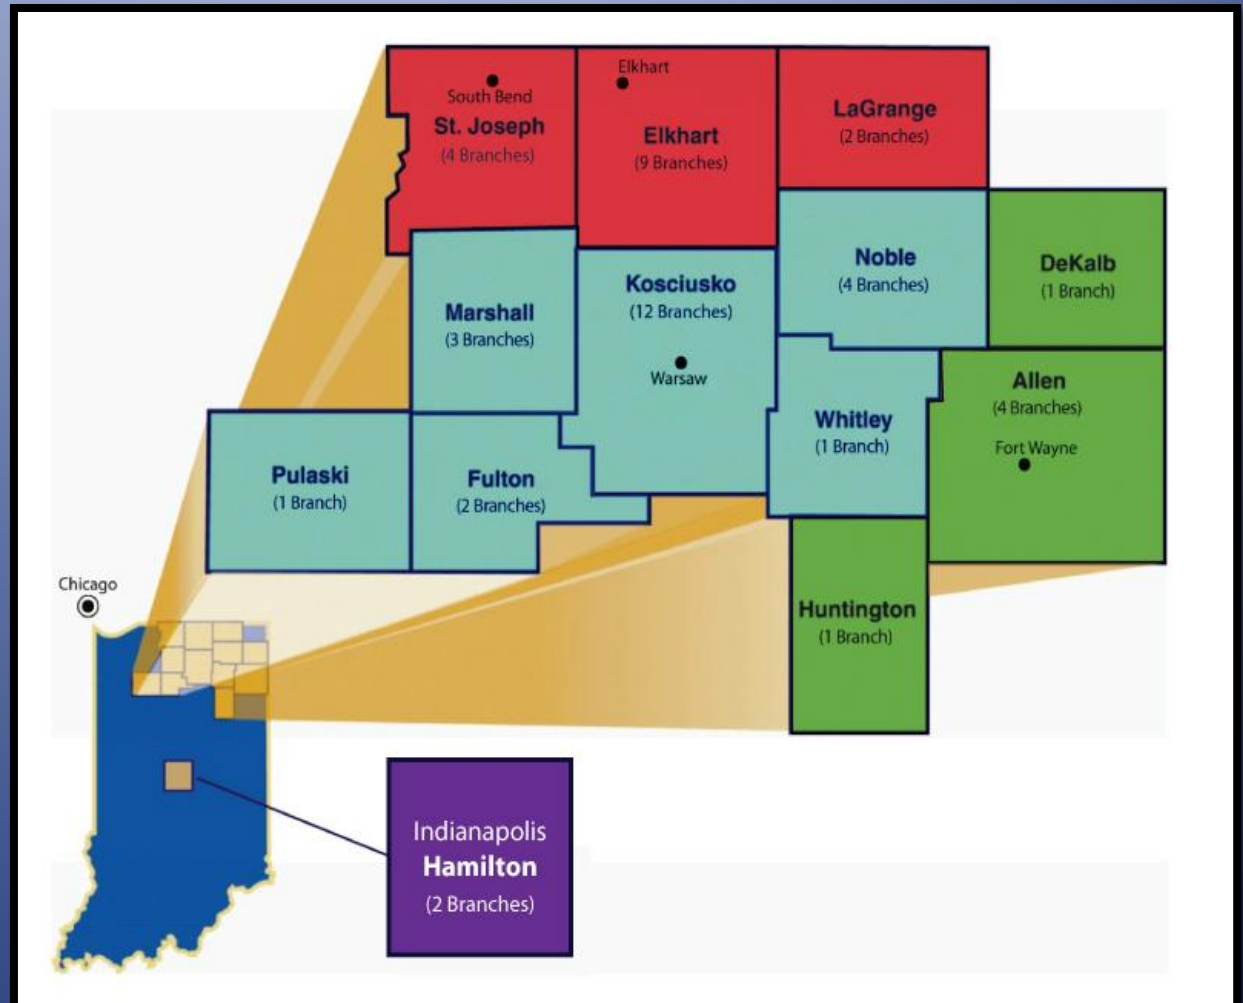 South Bend
St. Joseph
(4 Branches)
Elkhart
Elkhart
(9 Branches)
LaGrange
(2 Branches)
Marshall
(3 Branches)
Kosciusko
(12 Branches)
Warsaw
Noble
(4 Branches)
DeKalb
(1 Branch)
Pulaski
(1 Branch)
Fulton
(2 Branches)
Whitley
(1 Branch)
Allen
(4 Branches)
Fort Wayne
Huntington
(1 Branch)
Chicago
Indianapolis
Hamilton
(2 Branches)